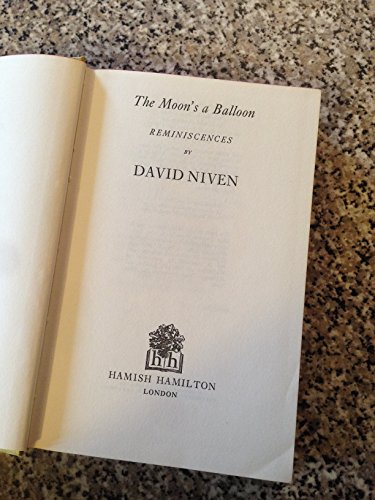 The Moon's a Balloon
REMINISCENCES
BY
DAVID NIVEN
hh
HAMISH HAMILTON
LONDON